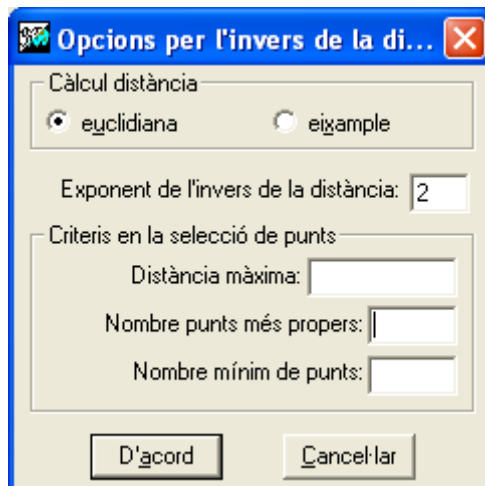 Opcions per l'invers de la di...
Càlcul distància
euclidiana eixample
Exponent de l'invers de la distància: 2
Criteris en la selecció de punts
Distància màxima:
Nombre punts més propers:
Nombre mínim de punts:
D'acord Cancel·lar